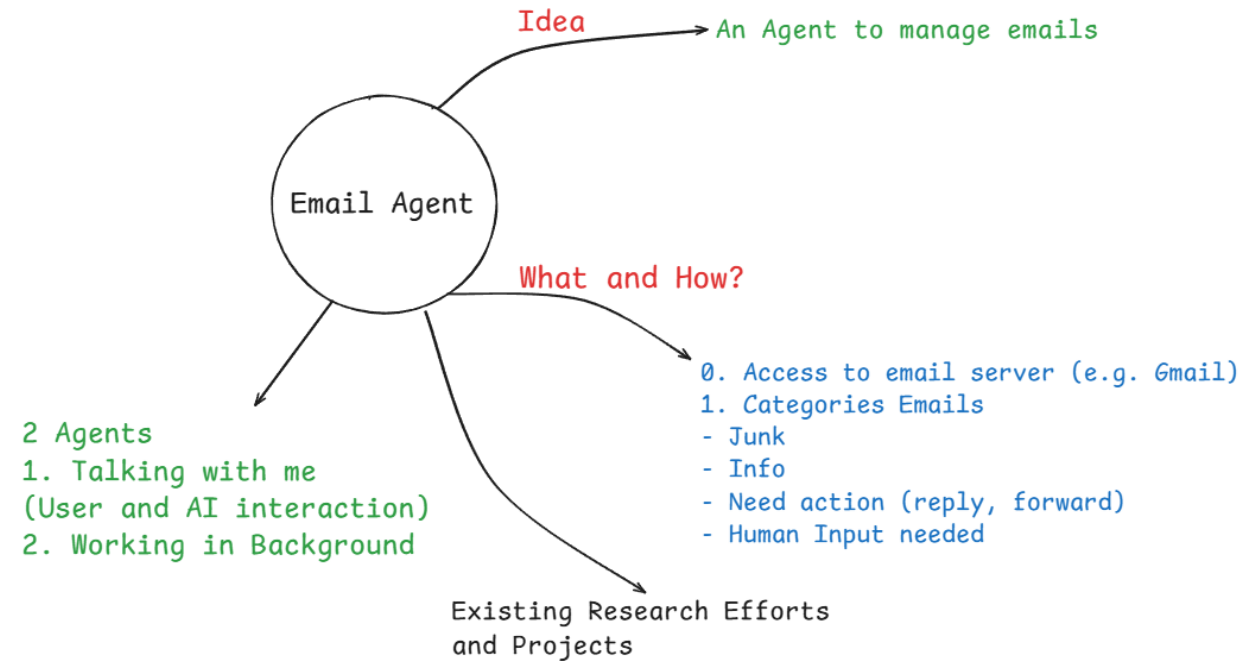 Idea
An Agent to manage emails
Email Agent
What and How?
0. Access to email server (e.g. Gmail)
1. Categories Emails
- Junk
- Info
- Need action (reply, forward)
- Human Input needed
2 Agents
1. Talking with me
(User and AI interaction)
2. Working in Background
Existing Research Efforts
and Projects